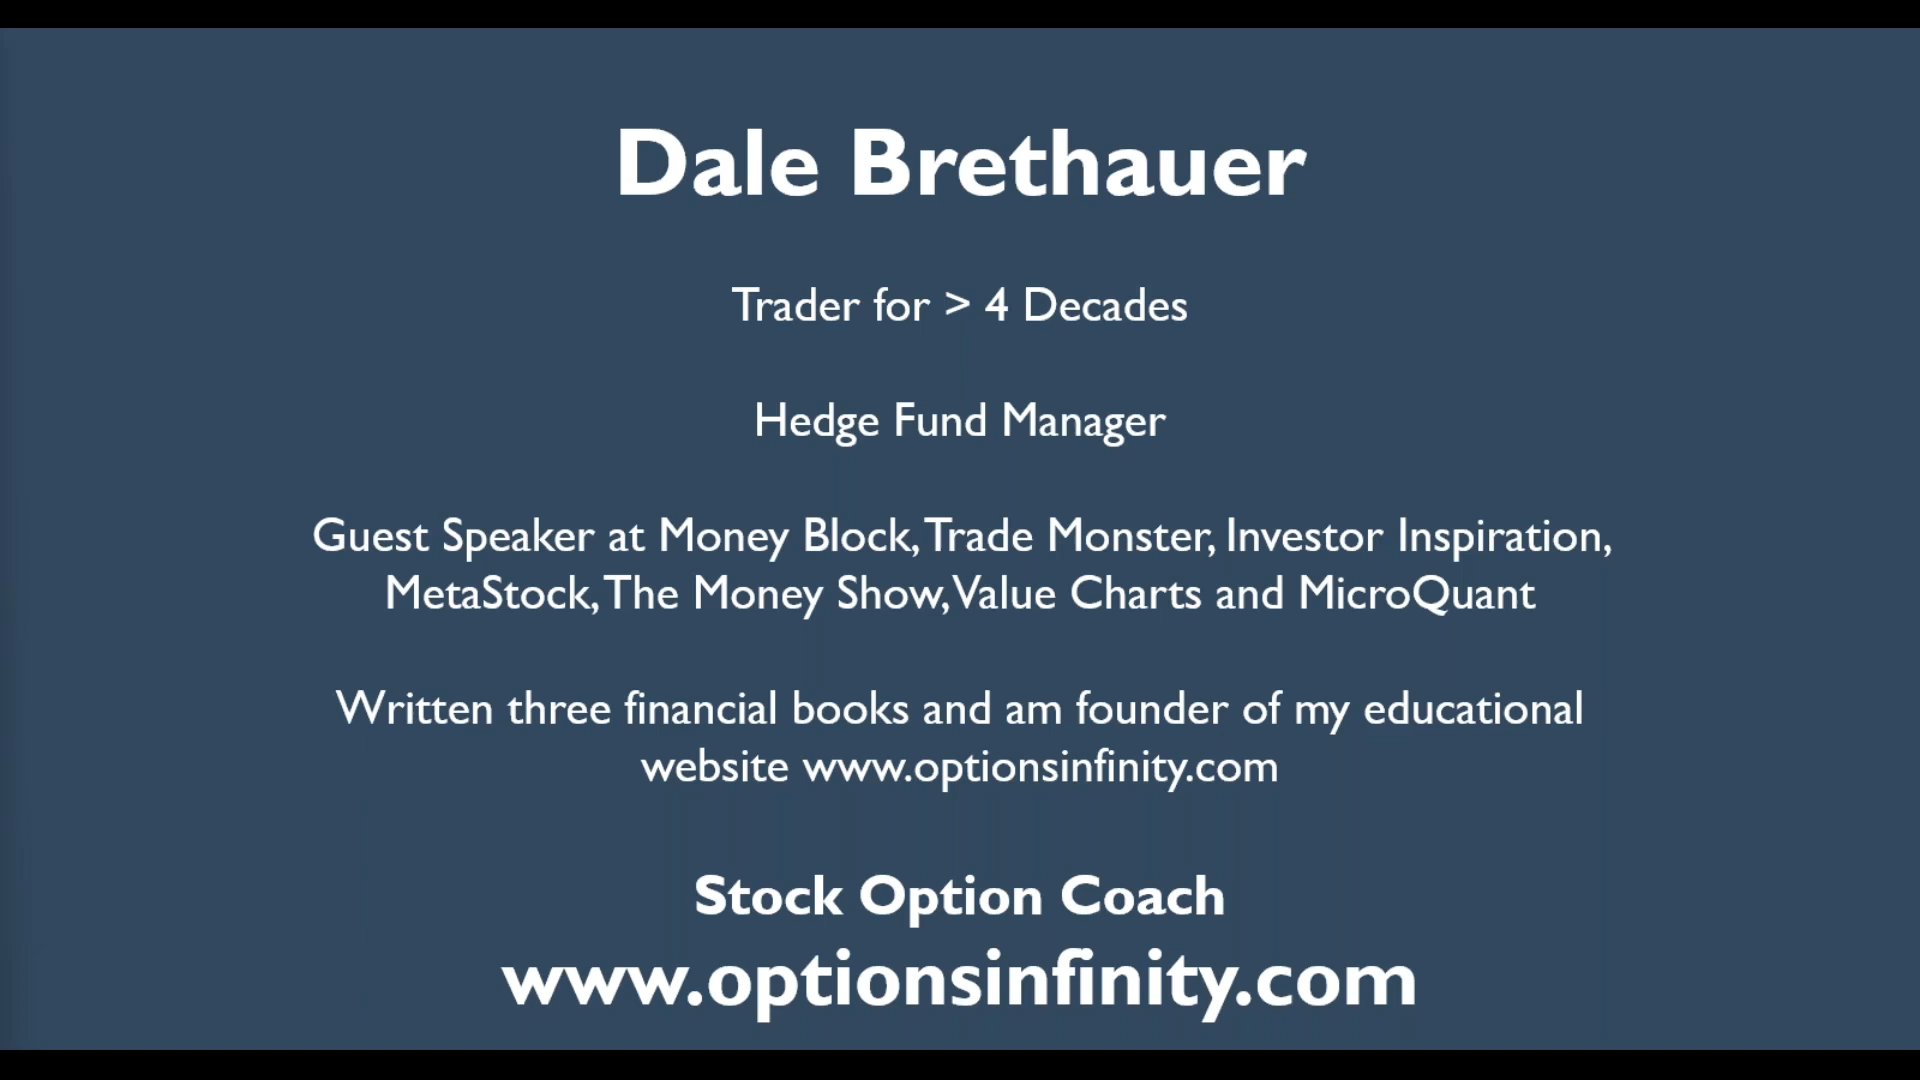 Dale Brethauer
Trader for > 4 Decades
Hedge Fund Manager
Guest Speaker at Money Block, Trade Monster, Investor Inspiration,
MetaStock, The Money Show, Value Charts and MicroQuant
Written three financial books and am founder of my educational
website www.optionsinfinity.com
Stock Option Coach
www.optionsinfinity.com